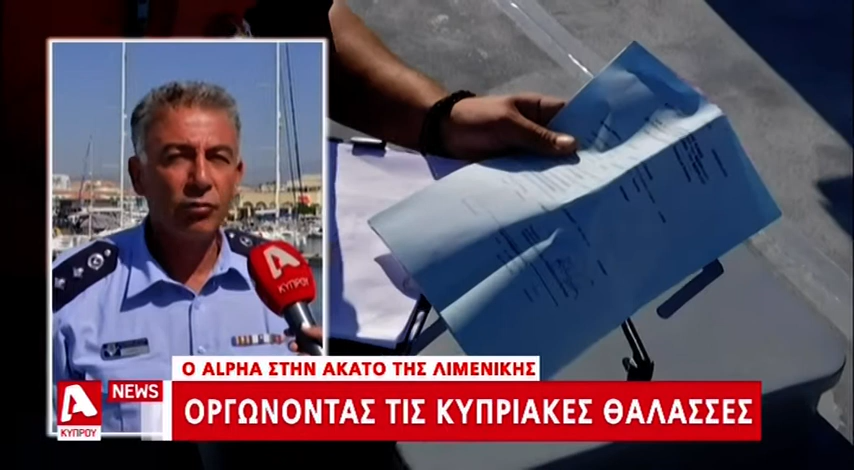 ΚΥΠΡΟΥ
Ο ALPHA ΣΤΗΝ ΑΚΑΤΟ ΤΗΣ ΛΙΜΕΝΙΚΗΣ
NEWS
ΚΥΠΡΟΥ
ΟΡΓΩΝΟΝΤΑΣ ΤΙΣ ΚΥΠΡΙΑΚΕΣ ΘΑΛΑΣΣΕΣ